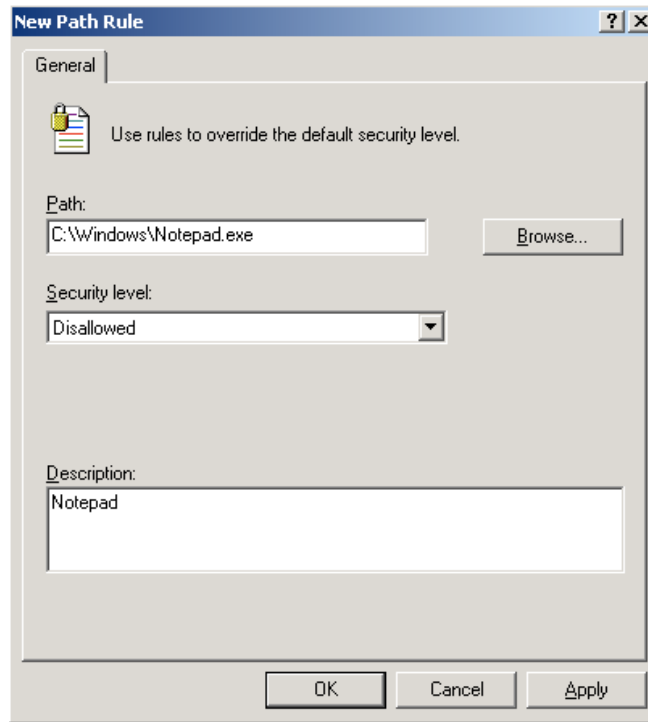 New Path Rule
General
Use rules to override the default security level.
Path:
C:\Windows\Notepad.exe
Browse...
Security level:
Disallowed
Description:
Notepad
OK
Cancel
Apply